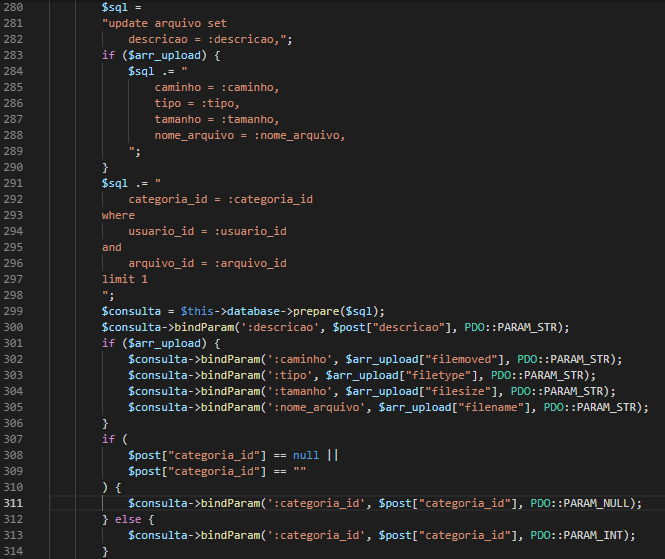 280 $sql =
281 "update arquivo set
282 descricao = :descricao,";
283 if ($arr_upload) {
284 $sql .= "
285 caminho = :caminho,
286 tipo = :tipo,
287 tamanho = :tamanho,
288 nome_arquivo = :nome_arquivo,
289 ";
290 }
291 $sql .= "
292 categoria_id = :categoria_id
293 where
294 usuario_id = :usuario_id
295 and
296 arquivo_id = :arquivo_id
297 limit 1
298 ";
299 $consulta = $this->database->prepare($sql);
300 $consulta->bindParam(':descricao', $post["descricao"], PDO::PARAM_STR);
301 if ($arr_upload) {
302 $consulta->bindParam(':caminho', $arr_upload["filemoved"], PDO::PARAM_STR);
303 $consulta->bindParam(':tipo', $arr_upload["filetype"], PDO::PARAM_STR);
304 $consulta->bindParam(':tamanho', $arr_upload["filesize"], PDO::PARAM_STR);
305 $consulta->bindParam(':nome_arquivo', $arr_upload["filename"], PDO::PARAM_STR);
306 }
307 if (
308 $post["categoria_id"] == null ||
309 $post["categoria_id"] == ""
310 ) {
311 $consulta->bindParam(':categoria_id', $post["categoria_id"], PDO::PARAM_NULL);
312 } else {
313 $consulta->bindParam(':categoria_id', $post["categoria_id"], PDO::PARAM_INT);
314 }